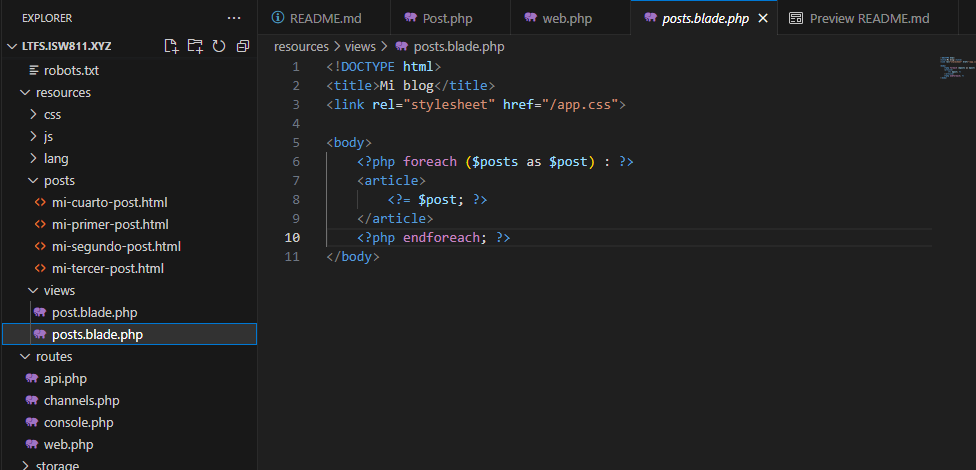 EXPLORER ...
LTFS.ISW811.XYZ
robots.txt
resources
css
js
lang
posts
mi-cuarto-post.html
mi-primer-post.html
mi-segundo-post.html
mi-tercer-post.html
views
post.blade.php
posts.blade.php
routes
api.php
channels.php
console.php
web.php
storage
README.md Post.php web.php posts.blade.php Preview README.md
resources > views > posts.blade.php
1 <!DOCTYPE html>
2 <title>Mi blog</title>
3 <link rel="stylesheet" href="/app.css">
4
5 <body>
6 <?php foreach ($posts as $post) : ?>
7 <article>
8 <?= $post; ?>
9 </article>
10 <?php endforeach; ?>
11 </body>